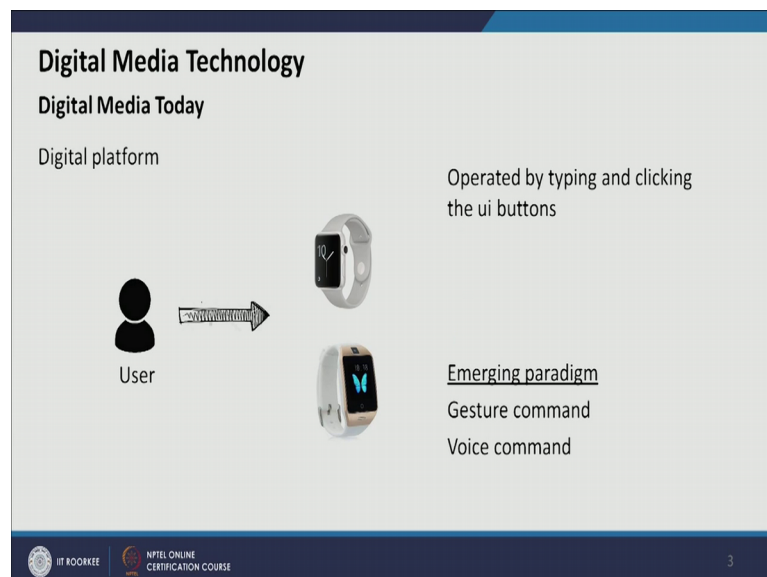 Digital Media Technology
Digital Media Today
Digital platform
Operated by typing and clicking
the ui buttons
User
Emerging paradigm
Gesture command
Voice command
IIT ROORKEE
NPTEL ONLINE
CERTIFICATION COURSE
3